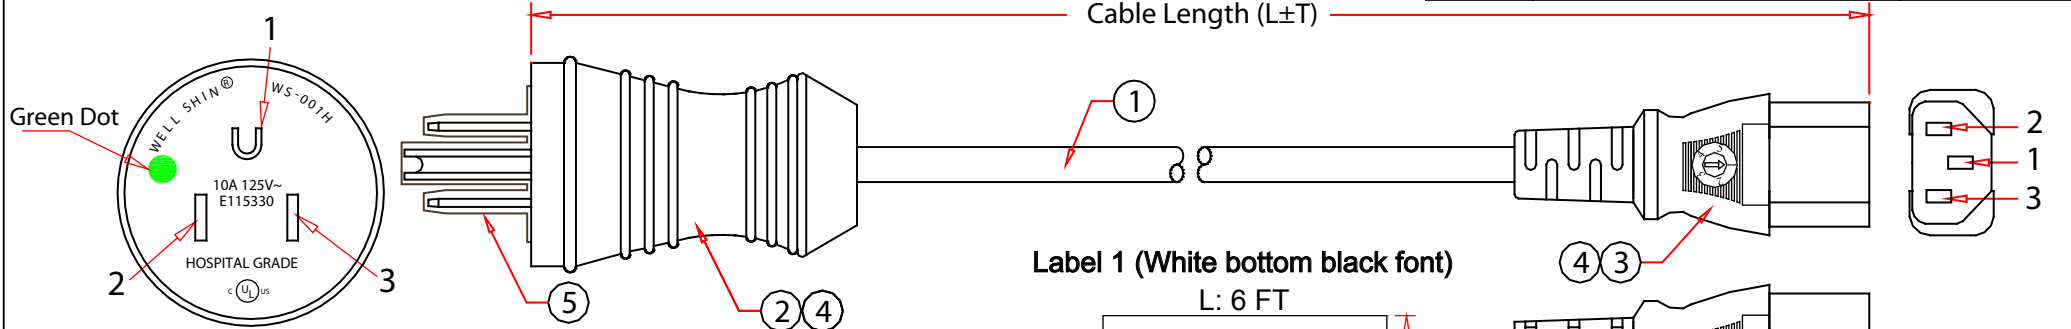 Cable Length (L±T)
1
Green Dot
WELL SHIN® WS-001H
10A 125V~
E115330
2
3
HOSPITAL GRADE
C UL US
1
5
2 4
4 3
2
1
3
Label 1 (White bottom black font)
L: 6 FT